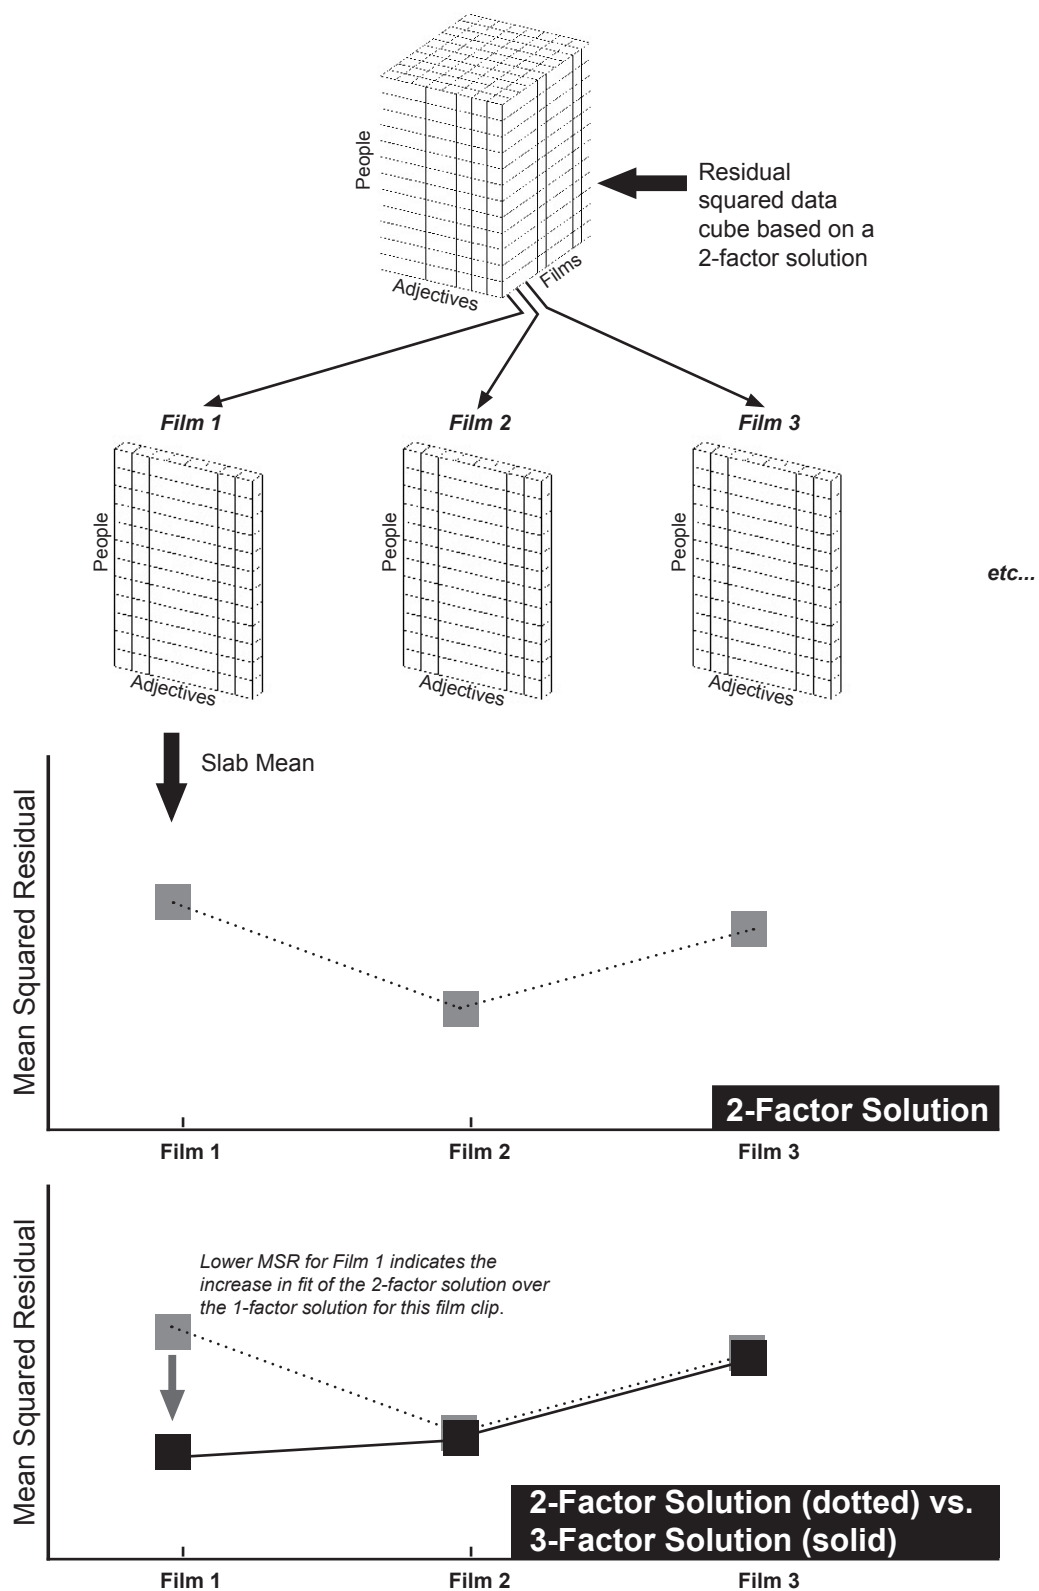 People
Adjectives
Films
Residual
squared data
cube based on a
2-factor solution
Film 1
Film 2
Film 3
People
Adjectives
People
Adjectives
People
Adjectives
etc...
Slab Mean
Mean Squared Residual
2-Factor Solution
Film 1
Film 2
Film 3
Mean Squared Residual
Lower MSR for Film 1 indicates the
increase in fit of the 2-factor solution over
the 1-factor solution for this film clip.
2-Factor Solution (dotted) vs.
3-Factor Solution (solid)
Film 1
Film 2
Film 3